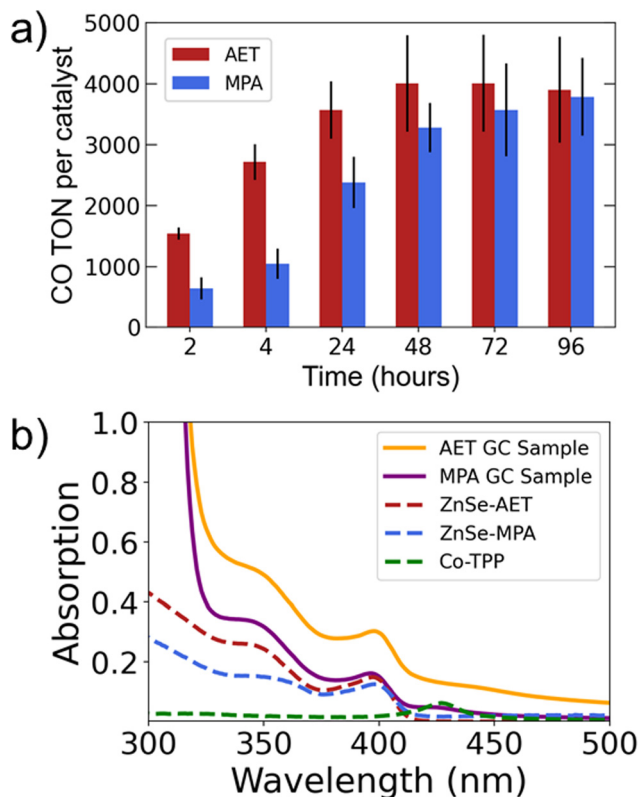 a)
CO TON per catalyst
5000
4000
3000
2000
1000
0
AET
MPA
2 4 24 48 72 96
Time (hours)
b)
Absorption
1.0
0.8
0.6
0.4
0.2
AET GC Sample
MPA GC Sample
ZnSe-AET
ZnSe-MPA
Co-TPP
300 350 400 450 500
Wavelength (nm)